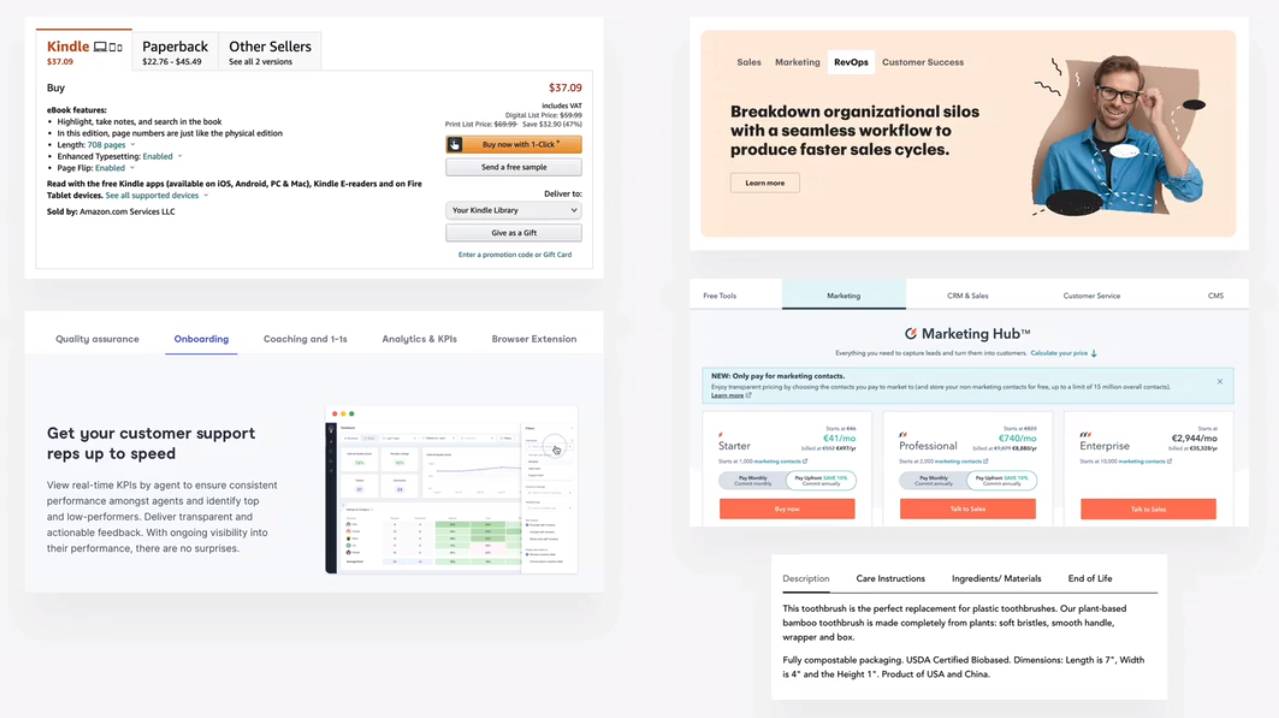 Kindle
$37.09
Paperback
$22.76 - $45.49
Other Sellers
See all 2 versions
Buy
$37.09
eBook features:
• Highlight, take notes, and search in the book
• In this edition, page numbers are just like the physical edition
• Length: 708 pages
• Enhanced Typesetting: Enabled
• Page Flip: Enabled
Read with the free Kindle apps (available on iOS, Android, PC & Mac), Kindle E-readers and on Fire
Tablet devices. See all supported devices
Sold by: Amazon.com Services LLC
includes VAT
Digital List Price: $59.99
Print List Price: $69.99 Save $32.90 (47%)
Buy now with 1-Click
Send a free sample
Deliver to:
Your Kindle Library
Give as a Gift
Enter a promotion code or Gift Card
Quality assurance
Onboarding
Coaching and 1-1s
Analytics & KPIs
Browser Extension
Get your customer support
reps up to speed
View real-time KPIs by agent to ensure consistent
performance amongst agents and identify top
and low-performers. Deliver transparent and
actionable feedback. With ongoing visibility into
their performance, there are no surprises.
Sales
Marketing
RevOps
Customer Success
Breakdown organizational silos
with a seamless workflow to
produce faster sales cycles.
Learn more
Free Tools
Marketing
CRM & Sales
Customer Service
CMS
Marketing Hub™
Everything you need to capture leads and turn them into customers. Calculate your price
NEW: Only pay for marketing contacts.
Enjoy transparent pricing by choosing the contacts you pay to market to (and store your non-marketing contacts for free, up to a limit of 15 million overall contacts).
Learn more
Starter
Starts at €46
€41/mo
billed at €552 €497/yr
Starts at 1,000 marketing contacts
Pay Monthly
Commit monthly
Pay Upfront SAVE 10%
Commit annually
Buy now
Professional
Starts at €823
€740/mo
billed at €9,879 €8,880/yr
Starts at 2,000 marketing contacts
Pay Monthly
Commit annually
Pay Upfront SAVE 10%
Commit annually
Talk to Sales
Enterprise
Starts at
€2,944/mo
billed at €35,328/yr
Starts at 10,000 marketing contacts
Talk to Sales
Description
Care Instructions
Ingredients/ Materials
End of Life
This toothbrush is the perfect replacement for plastic toothbrushes. Our plant-based
bamboo toothbrush is made completely from plants: soft bristles, smooth handle,
wrapper and box.
Fully compostable packaging. USDA Certified Biobased. Dimensions: Length is 7", Width
is 4" and the Height 1". Product of USA and China.